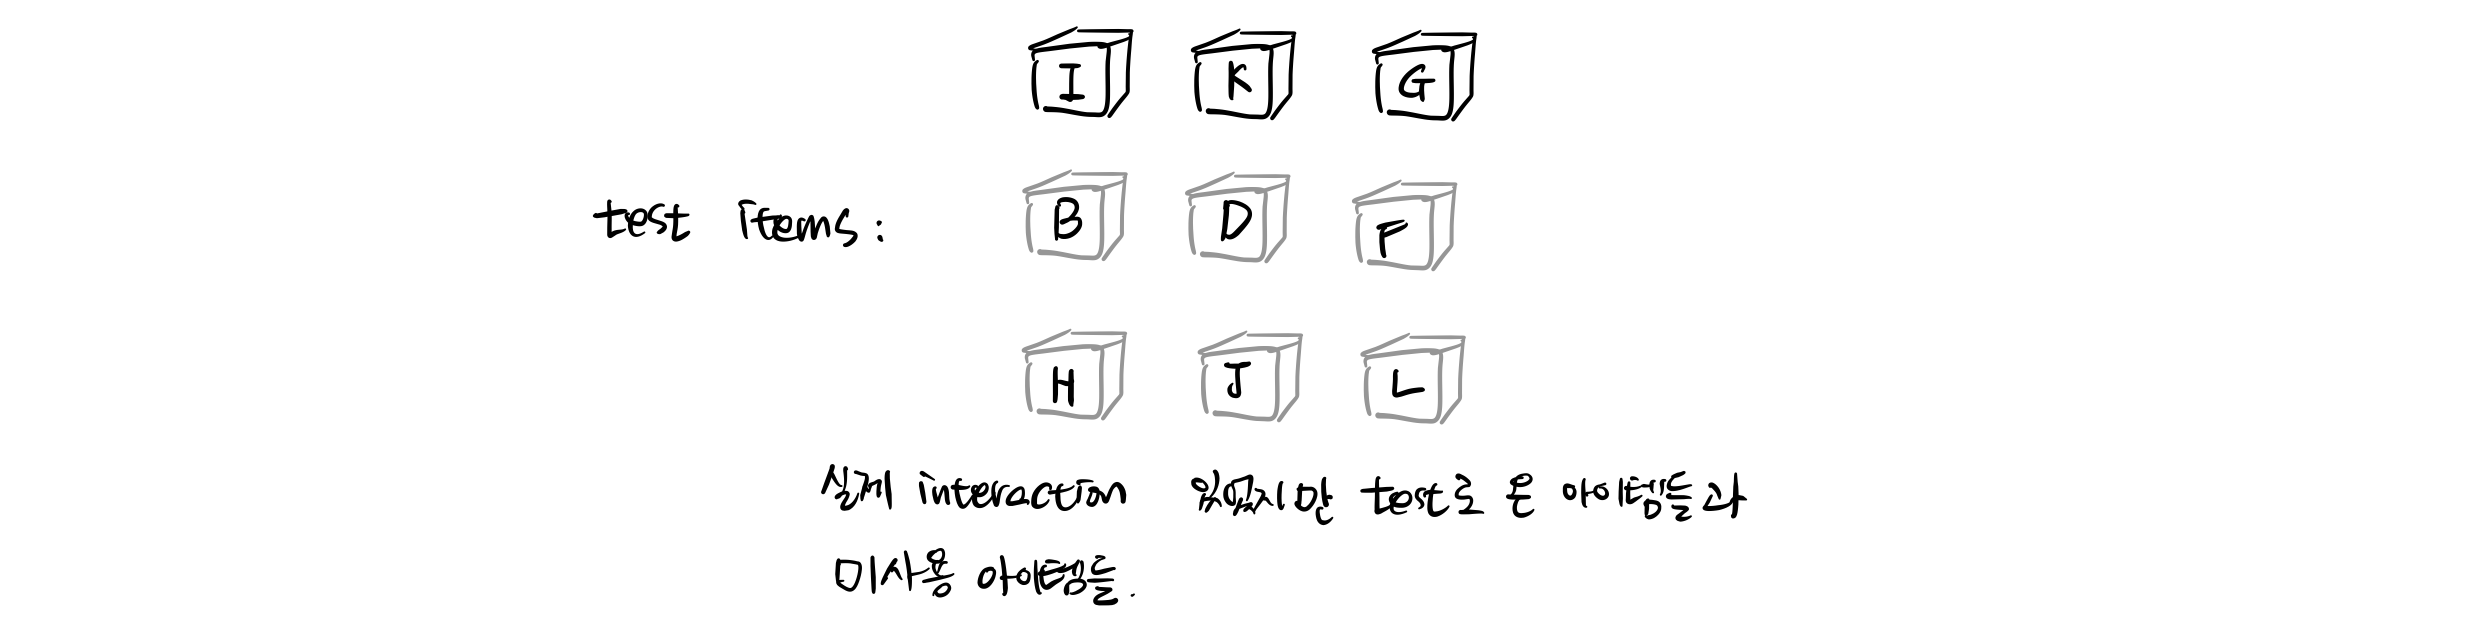 I K G
test items : B D F
H J L
실제 interaction 있었지만 test로 온 아이템들과
미사용 아이템들.